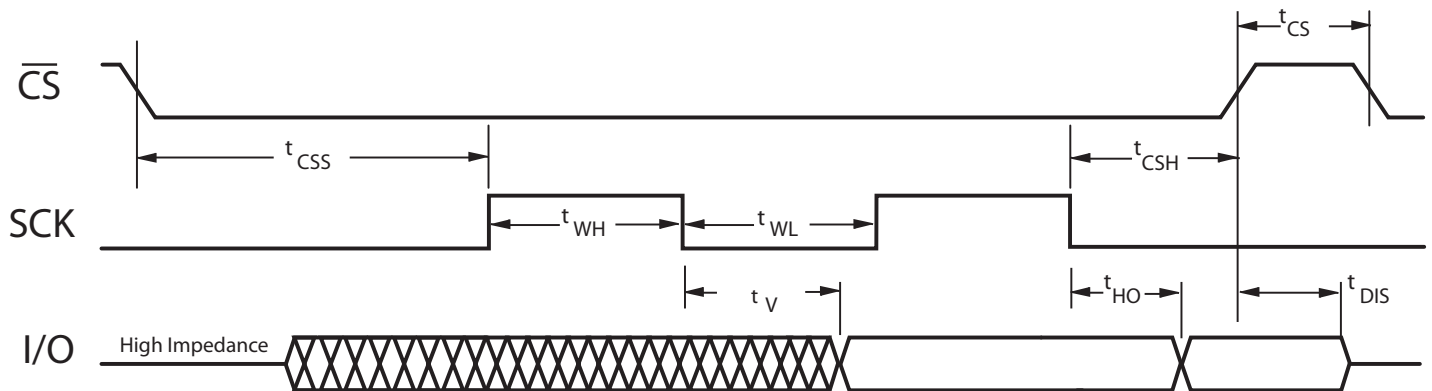 t CS
CS
t CSS
t CSH
SCK
t WH
t WL
t V
t HO
t DIS
I/O
High Impedance